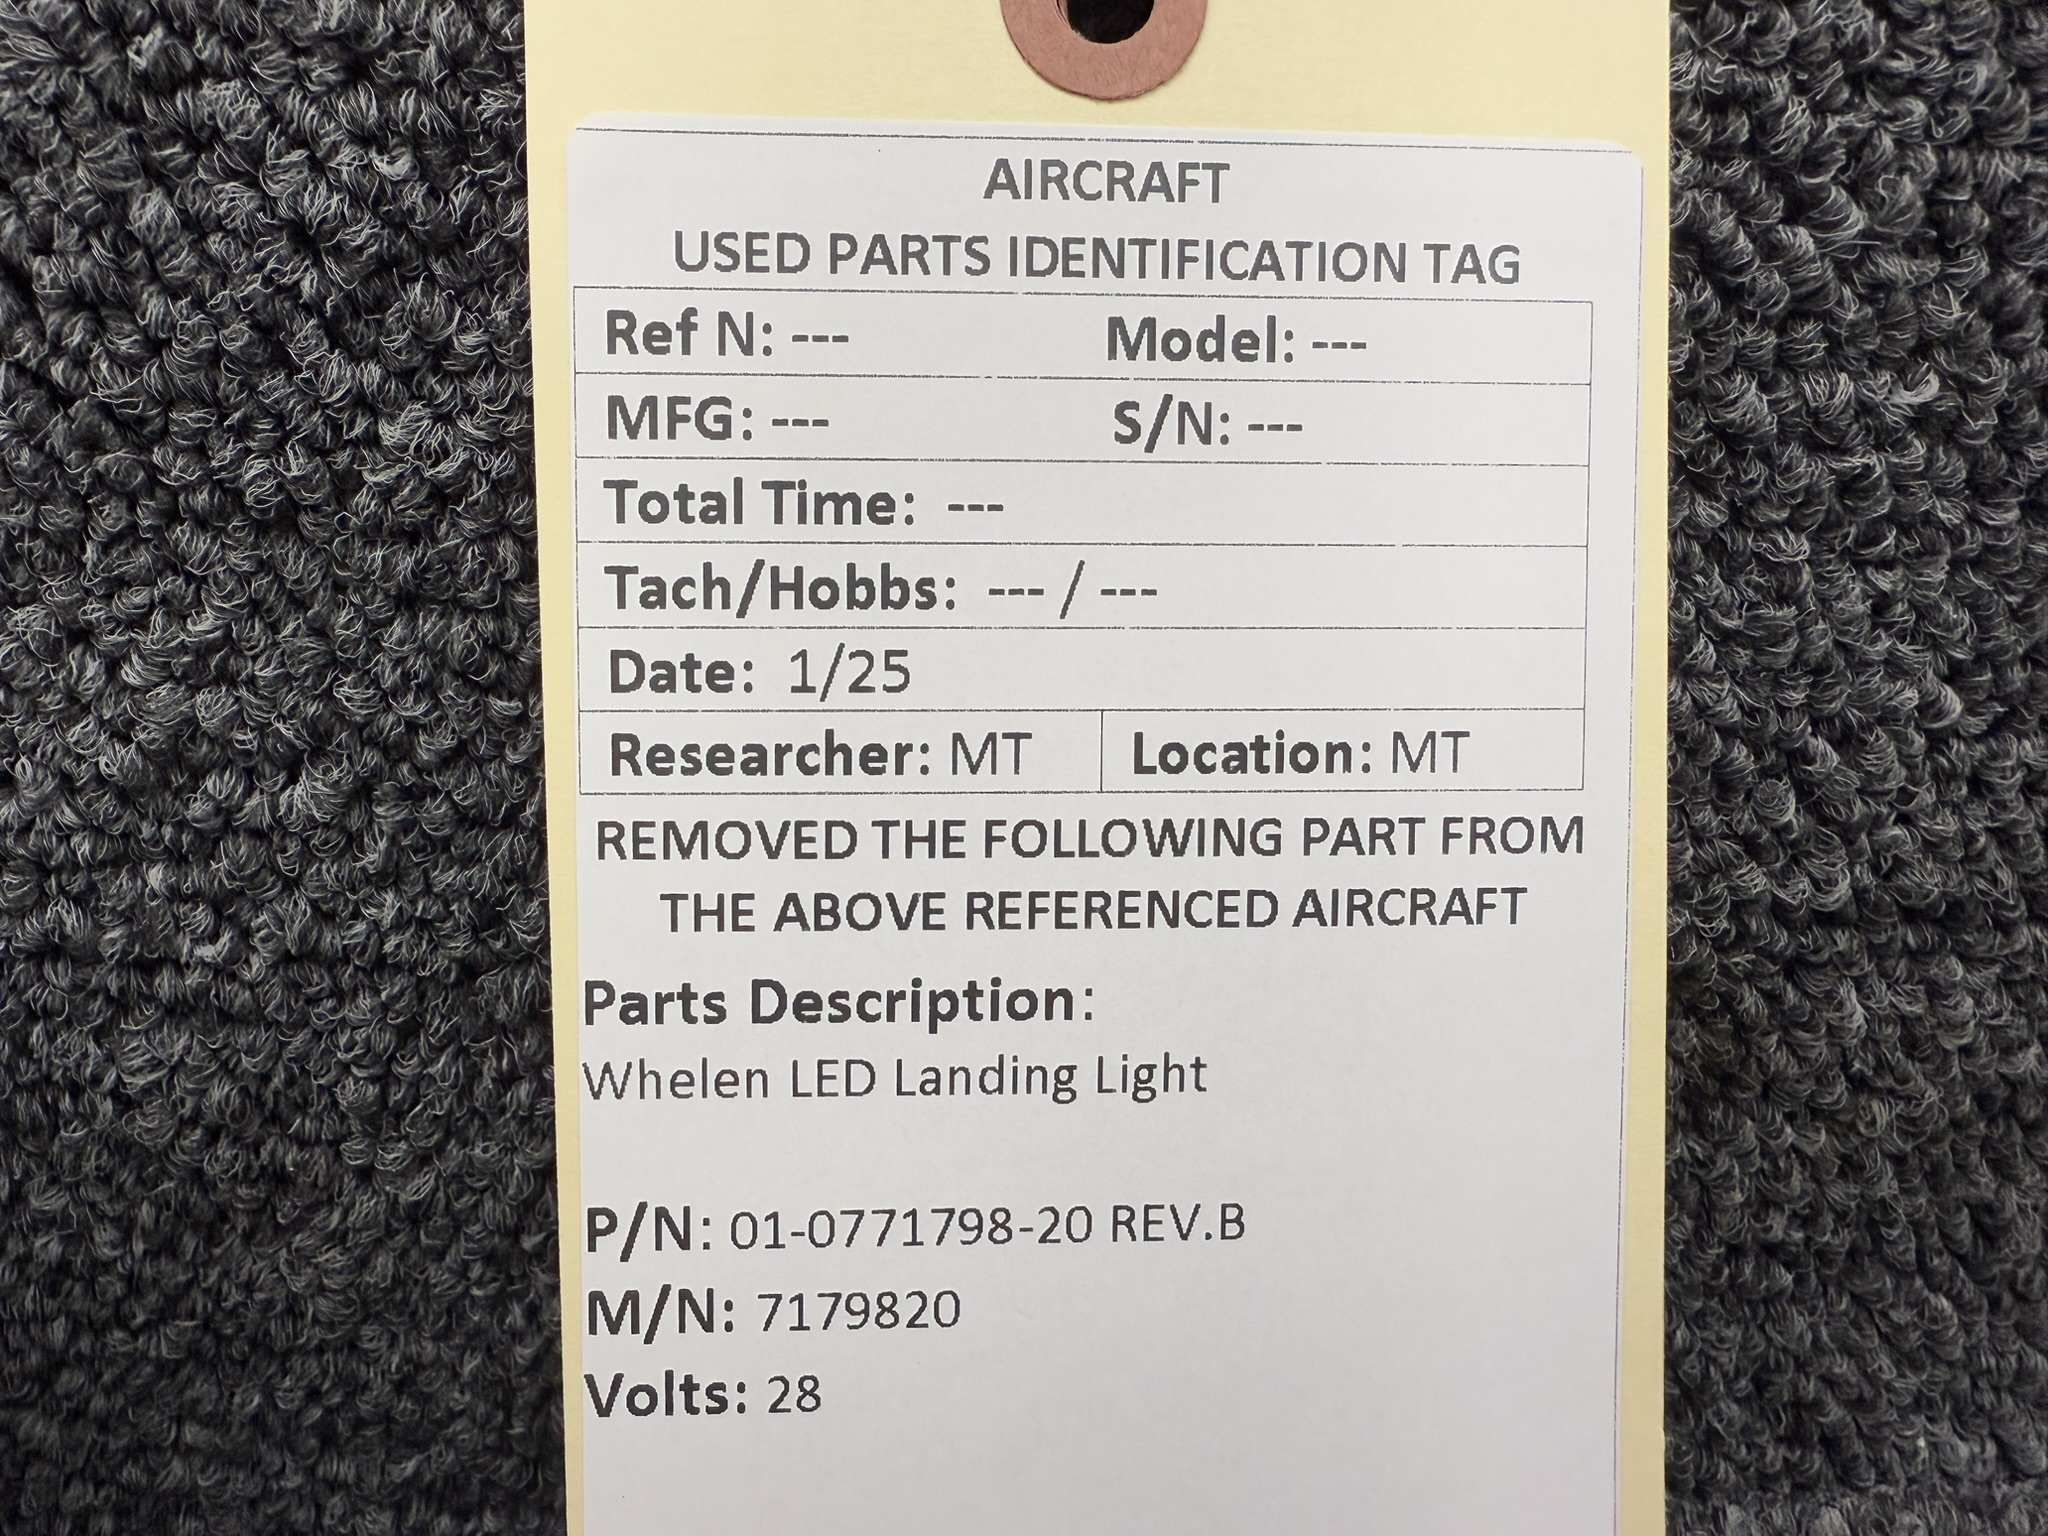 AIRCRAFT
USED PARTS IDENTIFICATION TAG
Ref N: --- Model: ---
MFG: --- S/N: ---
Total Time: ---
Tach/Hobbs: --- / ---
Date: 1/25
Researcher: MT Location: MT
REMOVED THE FOLLOWING PART FROM
THE ABOVE REFERENCED AIRCRAFT
Parts Description:
Whelen LED Landing Light
P/N: 01-0771798-20 REV.B
M/N: 7179820
Volts: 28